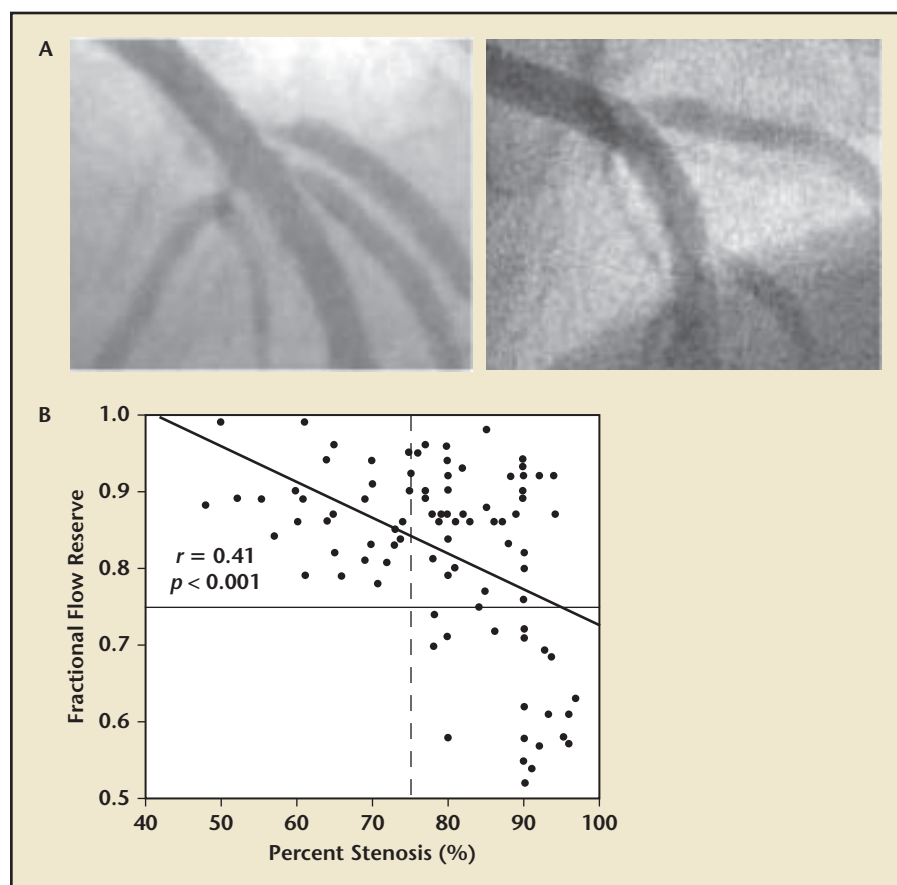 A
B
1.0
0.9
0.8
0.7
0.6
0.5
Fractional Flow Reserve
r = 0.41
p < 0.001
40 50 60 70 80 90 100
Percent Stenosis (%)